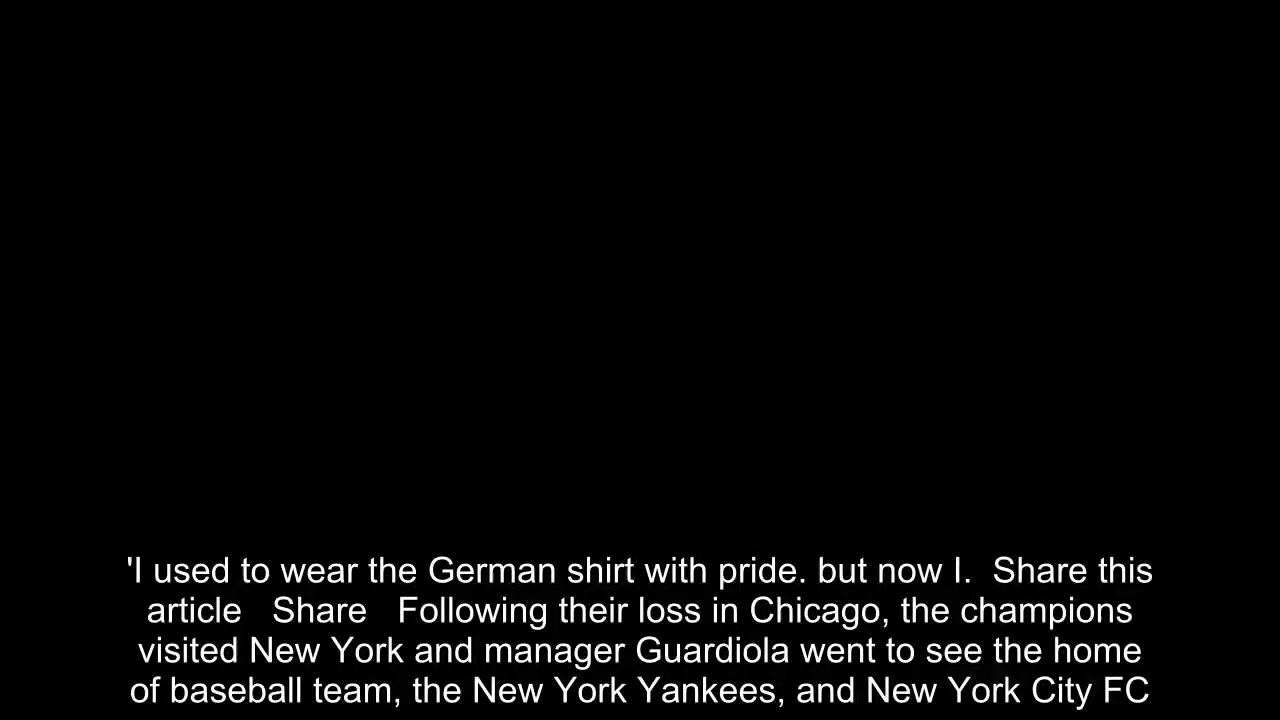 'I used to wear the German shirt with pride. but now I.  Share this
article   Share   Following their loss in Chicago, the champions
visited New York and manager Guardiola went to see the home
of baseball team, the New York Yankees, and New York City FC